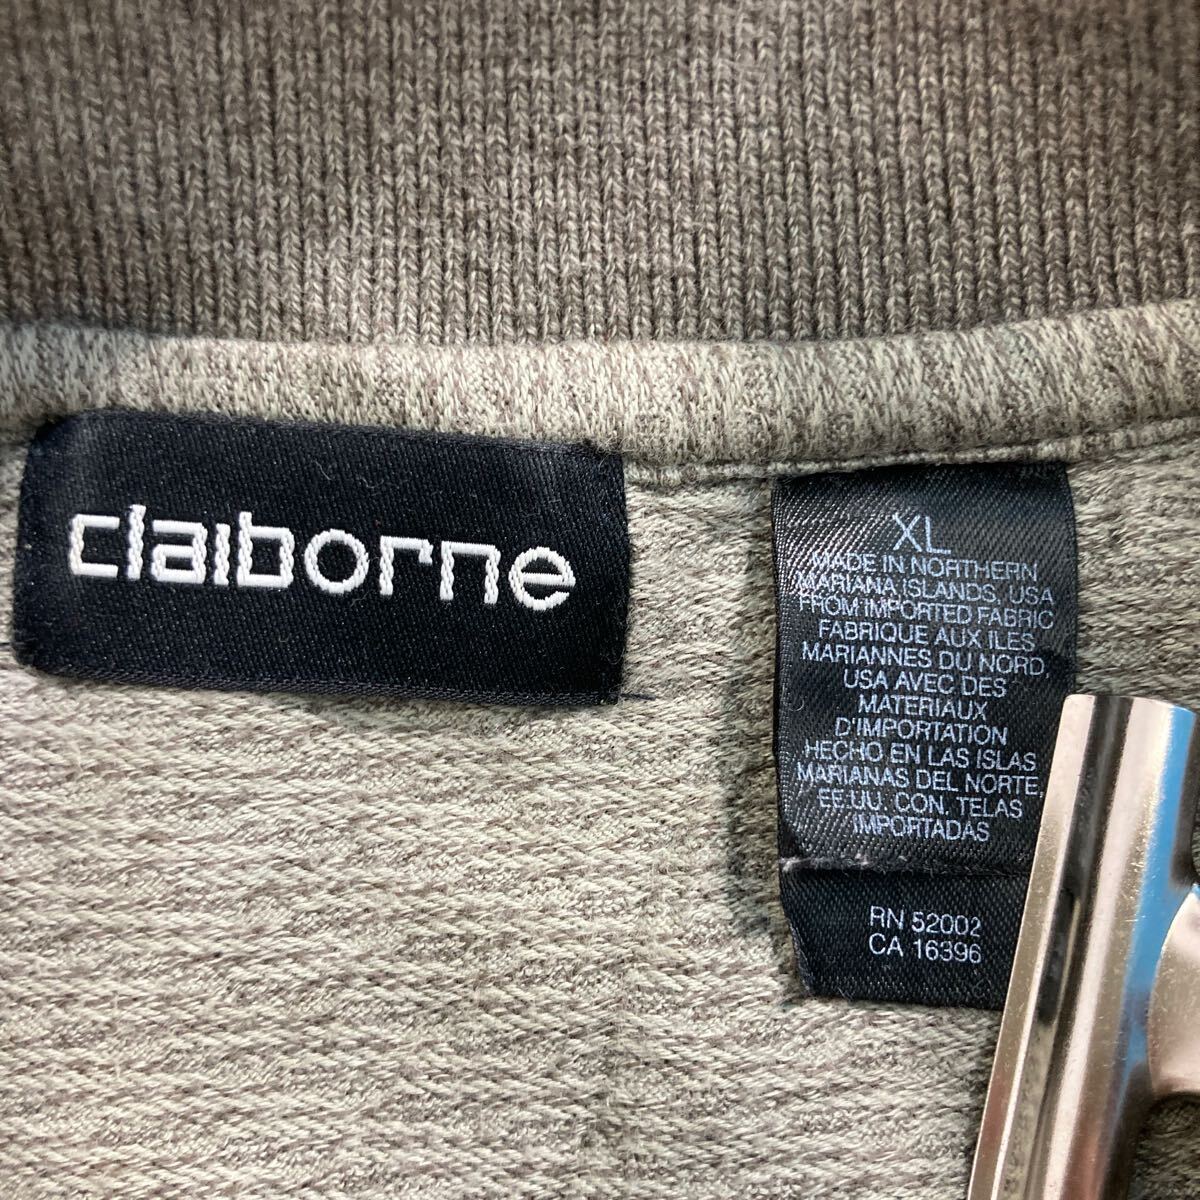 claiborne
XL
MADE IN NORTHERN
MARIANA ISLANDS, USA
FROM IMPORTED FABRIC
FABRIQUE AUX ILES
MARIANNES DU NORD,
USA AVEC DES
MATERIAUX
D'IMPORTATION
HECHO EN LAS ISLAS
MARIANAS DEL NORTE,
EE.UU. CON. TELAS
IMPORTADAS
RN 52002
CA 16396